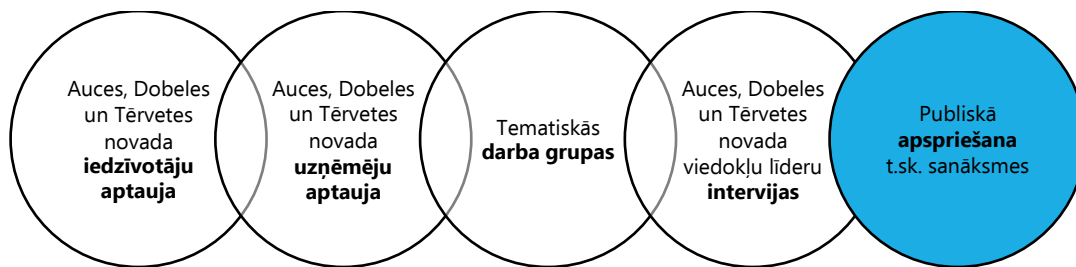 Auces, Dobeles
un Tērvetes
novada
iedzīvotāju
aptauja
Auces, Dobeles
un Tērvetes
novada
uzņēmēju
aptauja
Tematiskās
darba grupas
Auces, Dobeles
un Tērvetes
novada
viedokļu līderu
intervijas
Publiskā
apspriešana
t.sk. sanāksmes